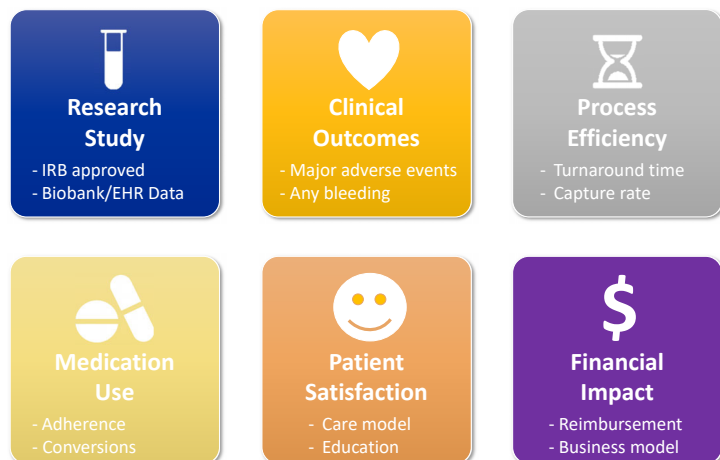 Research
Study
- IRB approved
- Biobank/EHR Data
Clinical
Outcomes
- Major adverse events
- Any bleeding
Process
Efficiency
- Turnaround time
- Capture rate
Medication
Use
- Adherence
- Conversions
Patient
Satisfaction
- Care model
- Education
$
Financial
Impact
- Reimbursement
- Business model